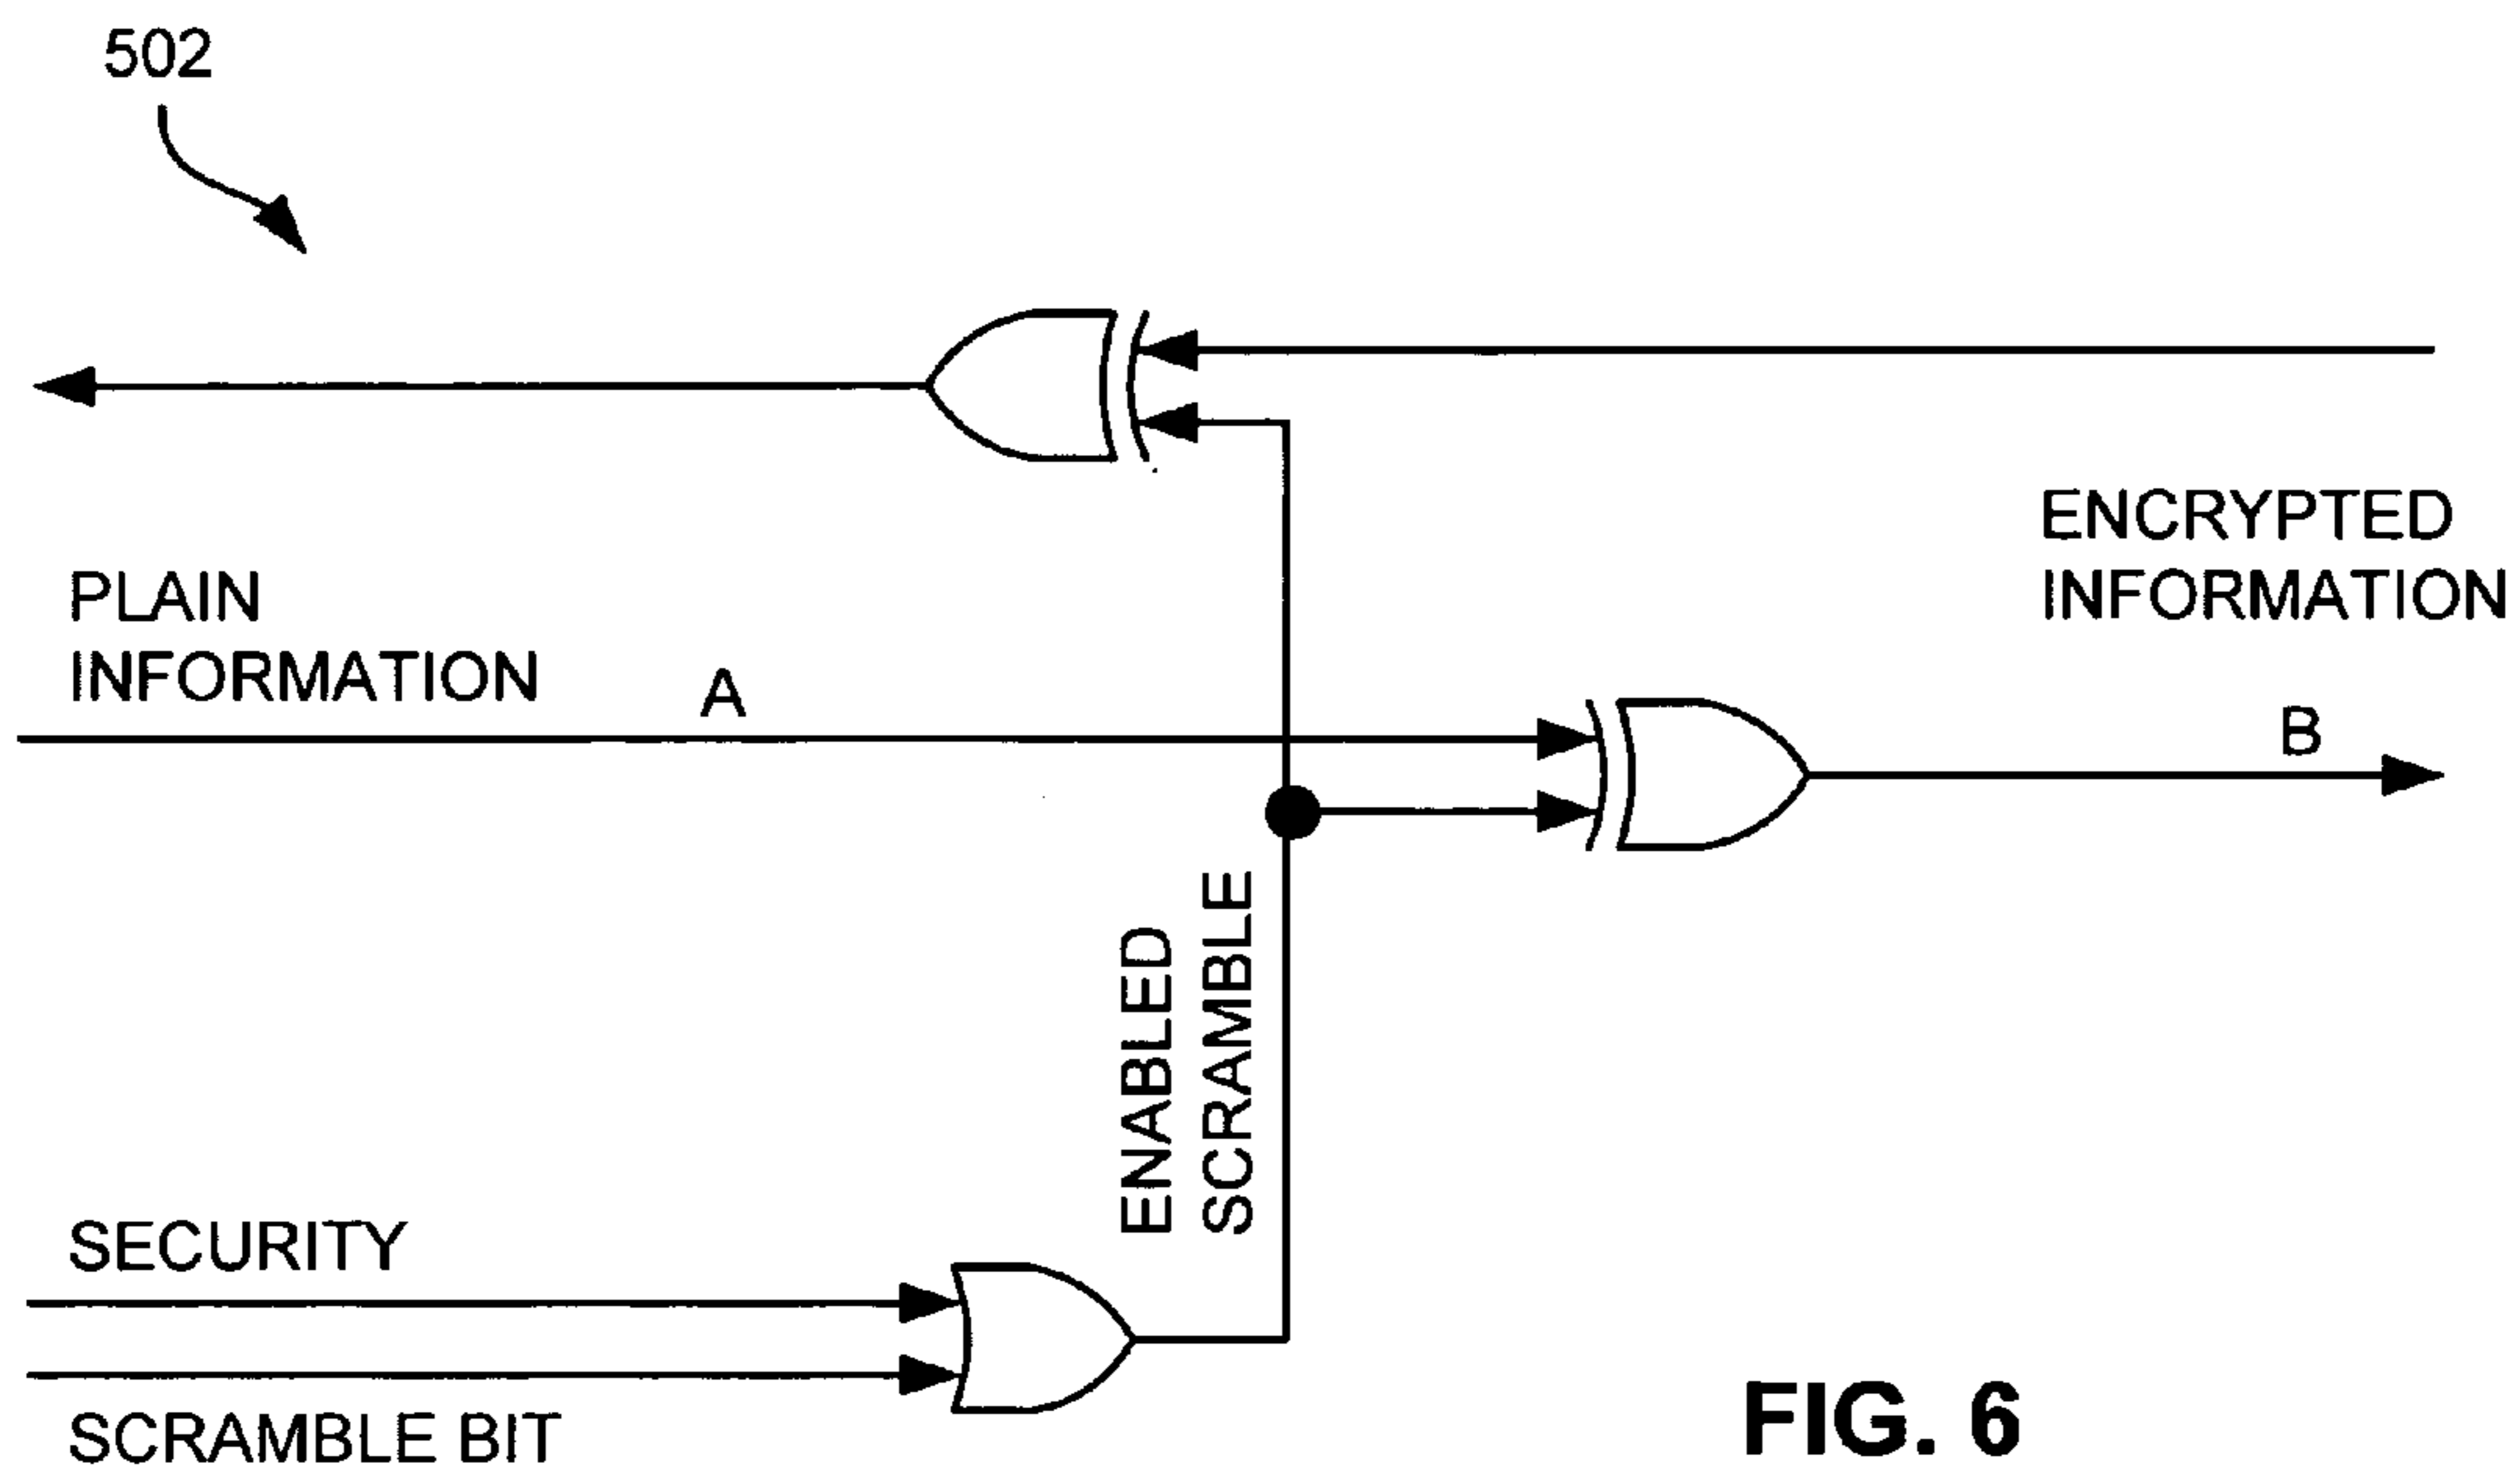 502
ENCRYPTED
INFORMATION
PLAIN
INFORMATION
A
B
ENABLED
SCRAMBLE
SECURITY
SCRAMBLE BIT
FIG. 6